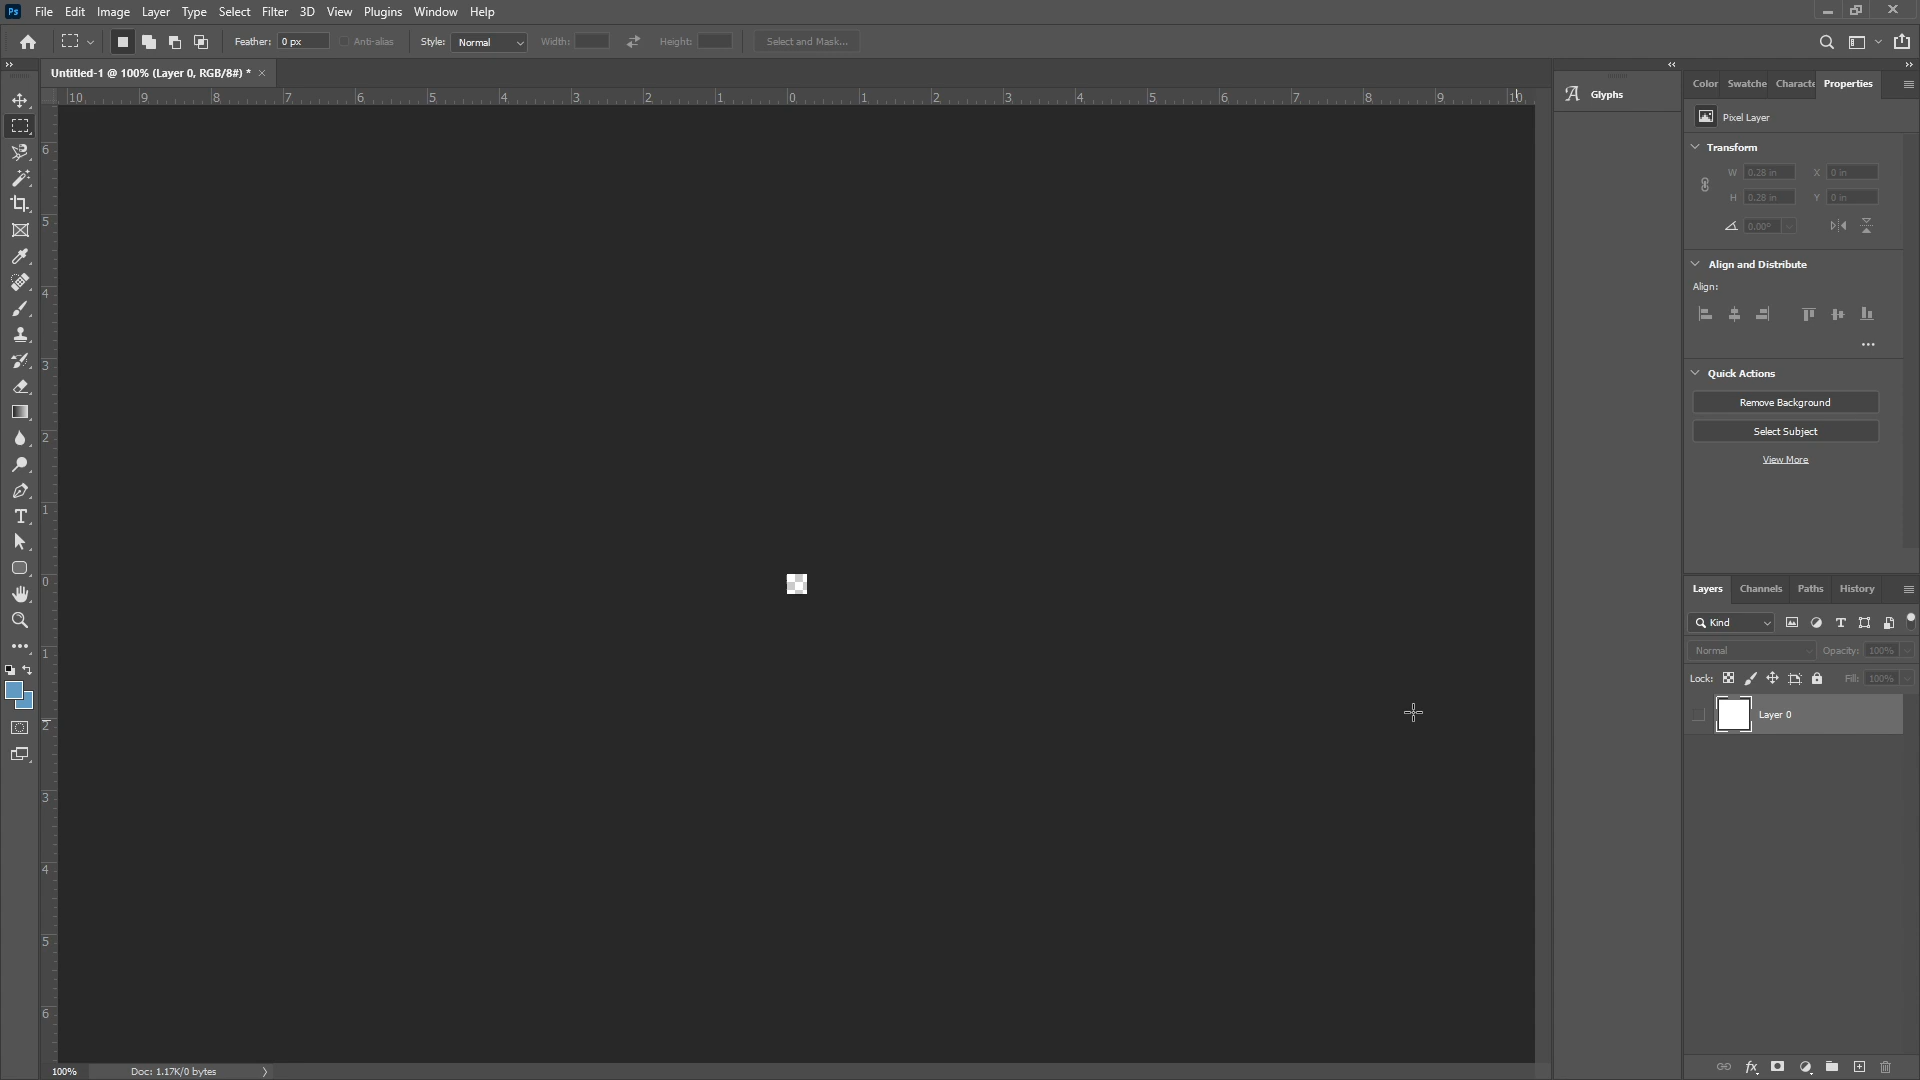 Ps File Edit Image Layer Type Select Filter 3D View Plugins Window Help
Feather: 0 px Anti-alias Style: Normal Width: Height: Select and Mask...
Untitled-1 @ 100% (Layer 0, RGB/8#) * ×
10 9 8 7 6 5 4 3 2 1 0 1 2 3 4 5 6 7 8 9 10
6
5
4
3
2
1
0
1
2
3
4
5
6
100% Doc: 1.17K/0 bytes
Glyphs
Color Swatche Characte Properties
Pixel Layer
Transform
W 0.28 in X 0 in
H 0.28 in Y 0 in
0.00°
Align and Distribute
Align:
Quick Actions
Remove Background
Select Subject
View More
Layers Channels Paths History
Kind
Normal Opacity: 100%
Lock: Fill: 100%
Layer 0
fx